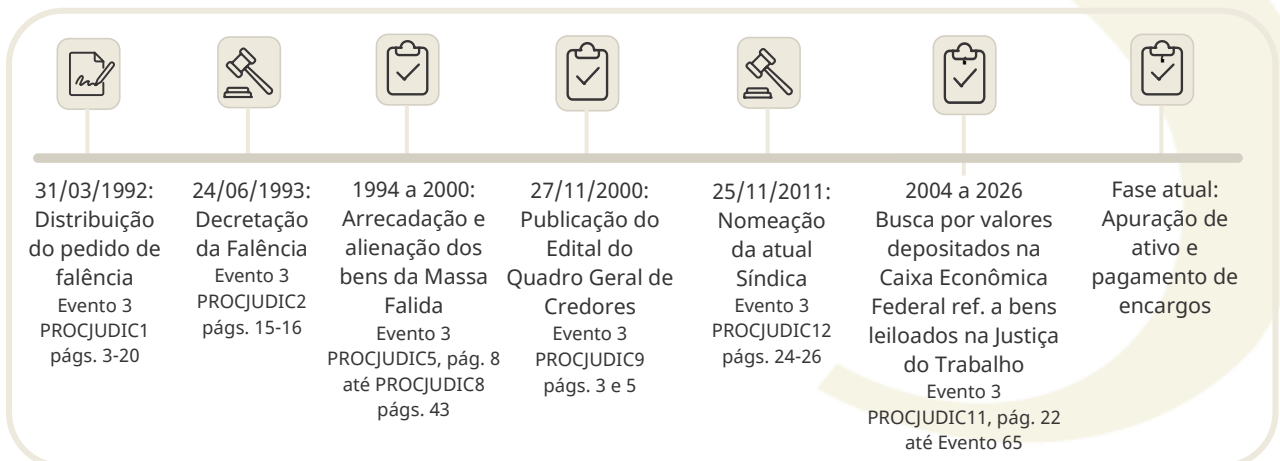 31/03/1992:
Distribuição
do pedido de
falência
Evento 3
PROCJUDIC1
págs. 3-20
24/06/1993:
Decretação
da Falência
Evento 3
PROCJUDIC2
págs. 15-16
1994 a 2000:
Arrecadação e
alienação dos
bens da Massa
Falida
Evento 3
PROCJUDIC5, pág. 8
até PROCJUDIC8
págs. 43
27/11/2000:
Publicação do
Edital do
Quadro Geral de
Credores
Evento 3
PROCJUDIC9
págs. 3 e 5
25/11/2011:
Nomeação
da atual
Síndica
Evento 3
PROCJUDIC12
págs. 24-26
2004 a 2026
Busca por valores
depositados na
Caixa Econômica
Federal ref. a bens
leiloados na Justiça
do Trabalho
Evento 3
PROCJUDIC11, pág. 22
até Evento 65
Fase atual:
Apuração de
ativo e
pagamento de
encargos